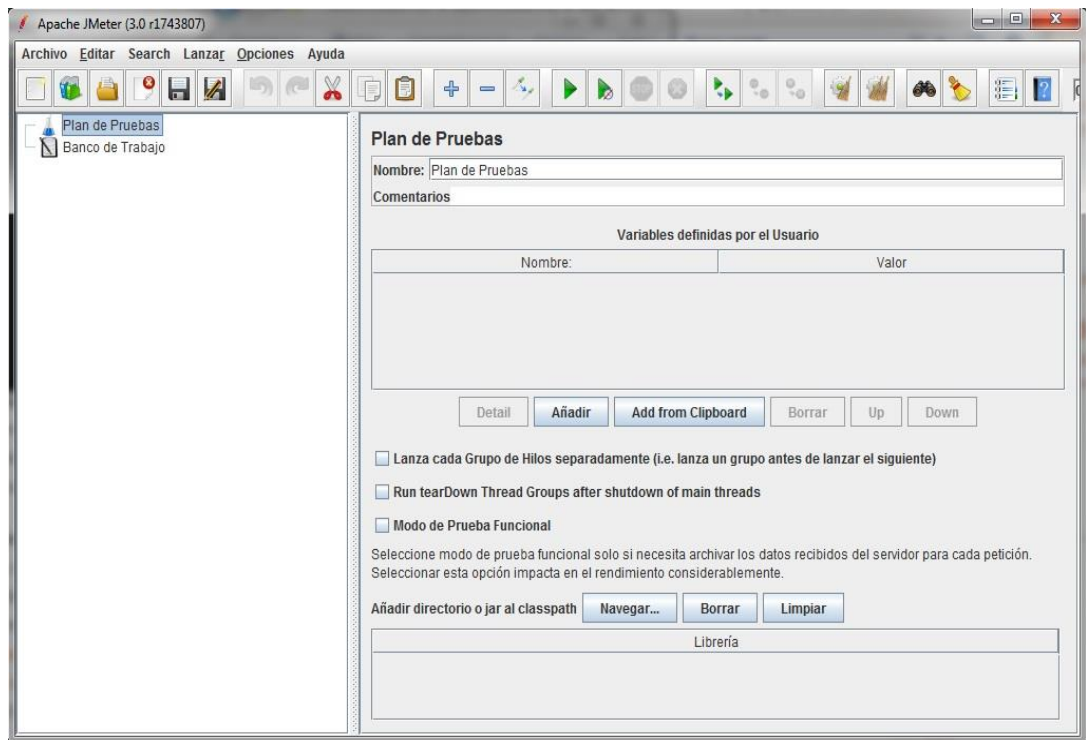 Apache JMeter (3.0 r1743807)
Archivo Editar Search Lanzar Opciones Ayuda
Plan de Pruebas
Banco de Trabajo
Plan de Pruebas
Nombre: Plan de Pruebas
Comentarios
Variables definidas por el Usuario
Nombre: Valor
Detail Añadir Add from Clipboard Borrar Up Down
Lanza cada Grupo de Hilos separadamente (i.e. lanza un grupo antes de lanzar el siguiente)
Run tearDown Thread Groups after shutdown of main threads
Modo de Prueba Funcional
Seleccione modo de prueba funcional solo si necesita archivar los datos recibidos del servidor para cada petición.
Seleccionar esta opción impacta en el rendimiento considerablemente.
Añadir directorio o jar al classpath Navegar... Borrar Limpiar
Librería